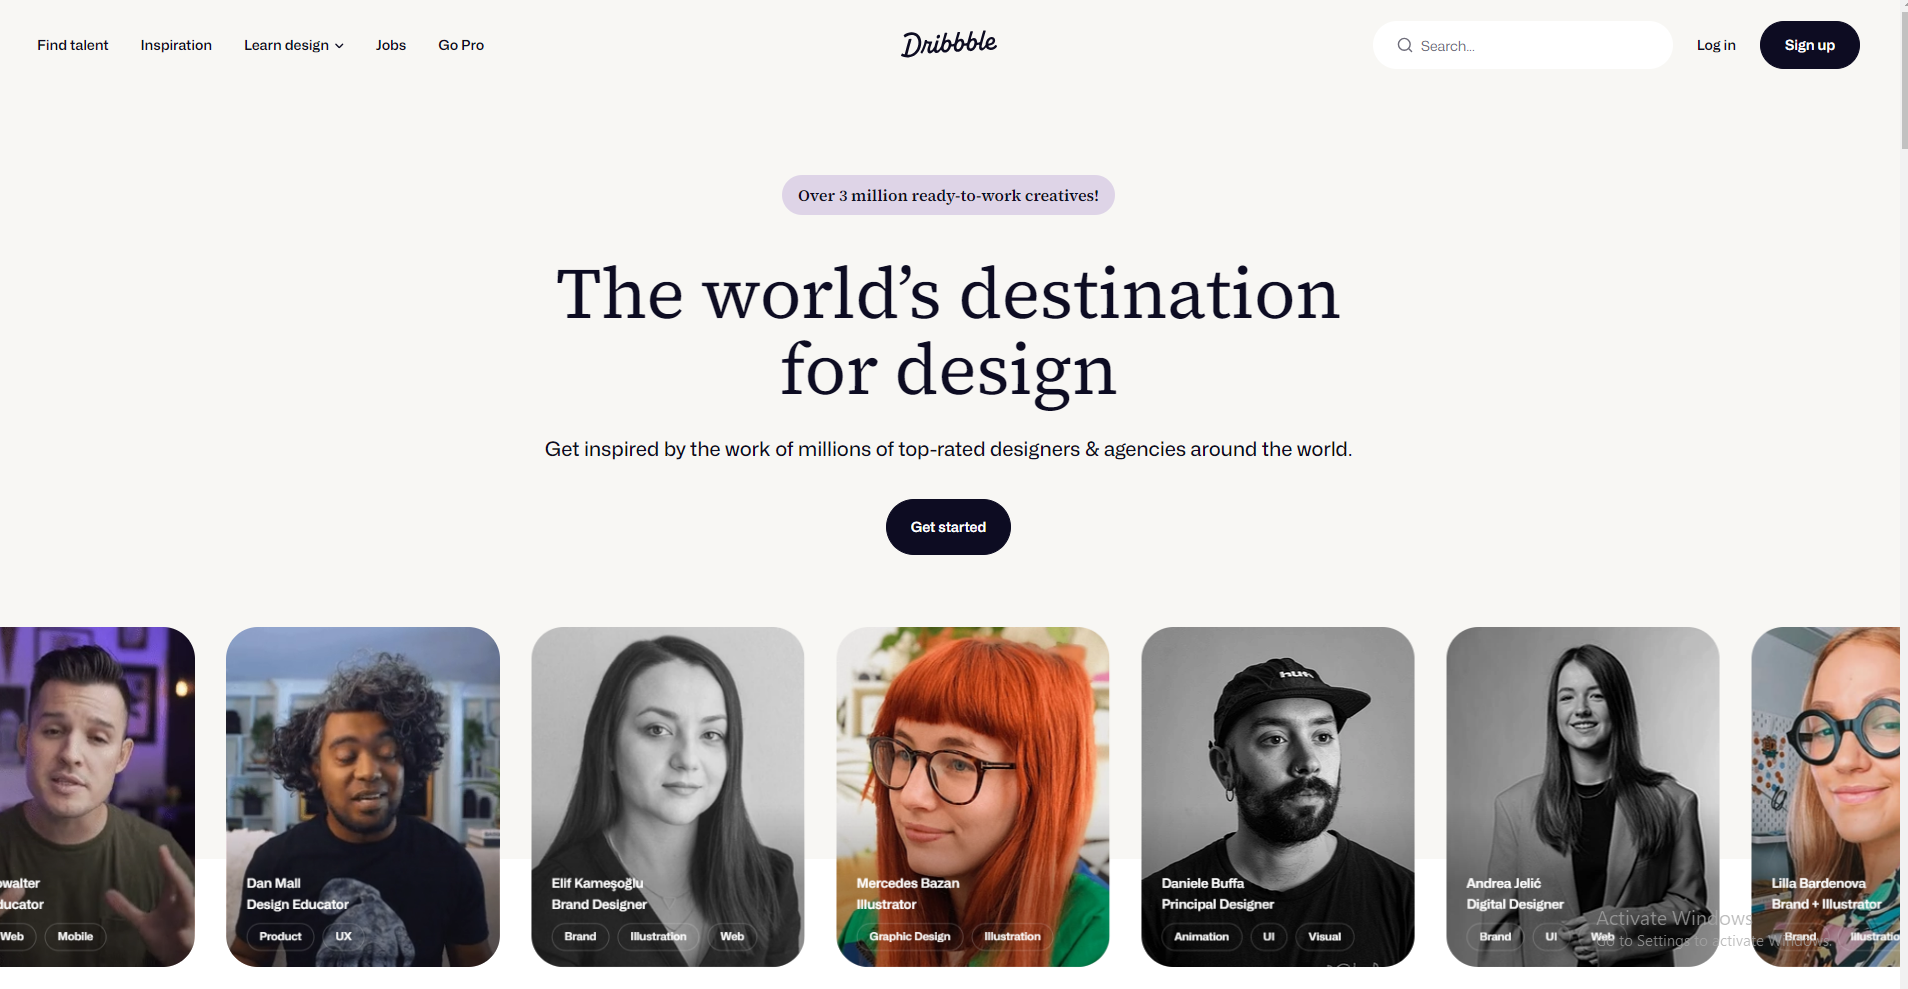 Find talent
Inspiration
Learn design
Jobs
Go Pro
Dribbble
Search...
Log in
Sign up
Over 3 million ready-to-work creatives!
The world’s destination
for design
Get inspired by the work of millions of top-rated designers & agencies around the world.
Get started
Web
Mobile
Dan Mall
Design Educator
Product
UX
Elif Kameşoğlu
Brand Designer
Brand
Illustration
Web
Mercedes Bazan
Illustrator
Graphic Design
Illustration
Daniele Buffa
Principal Designer
Animation
UI
Visual
Andrea Jelić
Digital Designer
Brand
UI
Web
Lilla Bardenova
Brand + Illustrator
Brand
Activate Windows
Go to Settings to activate Windows.